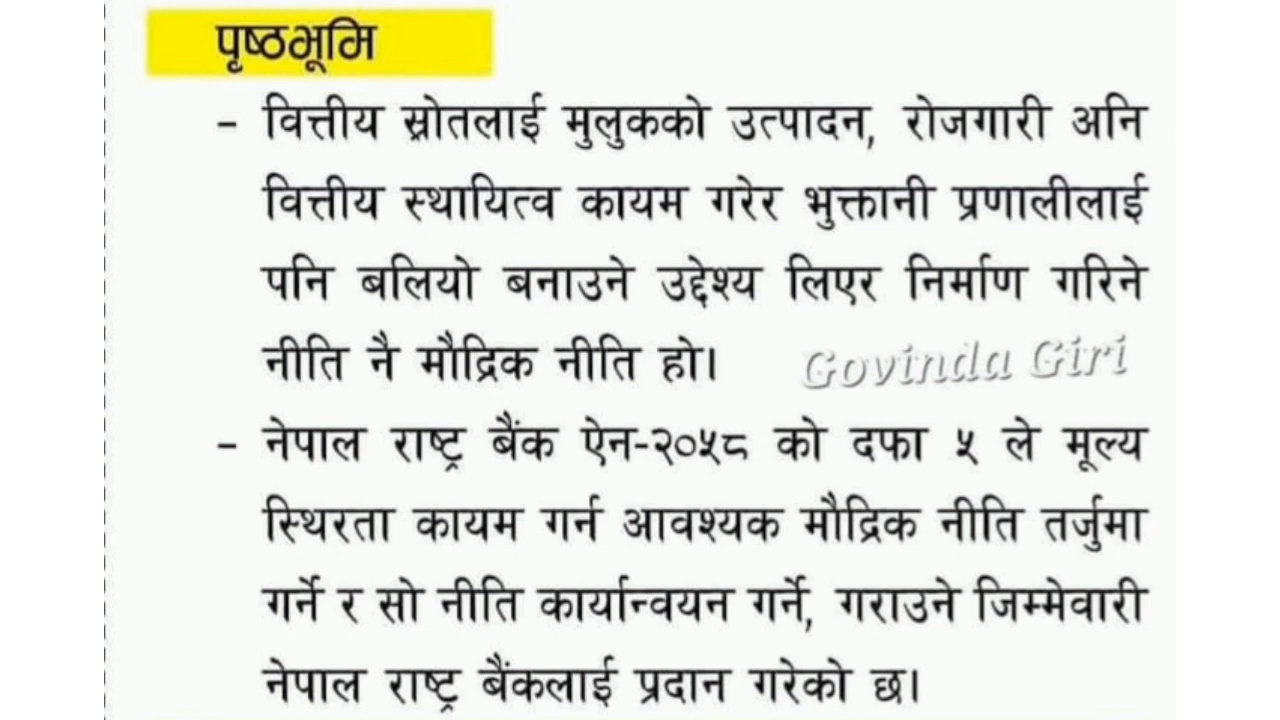 पृष्ठभूमि
- वित्तीय स्रोतलाई मुलुकको उत्पादन, रोजगारी अनि
वित्तीय स्थायित्व कायम गरेर भुक्तानी प्रणालीलाई
पनि बलियो बनाउने उद्देश्य लिएर निर्माण गरिने
नीति नै मौद्रिक नीति हो। Govinda Giri
- नेपाल राष्ट्र बैंक ऐन-२०५८ को दफा ५ ले मूल्य
स्थिरता कायम गर्न आवश्यक मौद्रिक नीति तर्जुमा
गर्ने र सो नीति कार्यान्वयन गर्ने, गराउने जिम्मेवारी
नेपाल राष्ट्र बैंकलाई प्रदान गरेको छ।